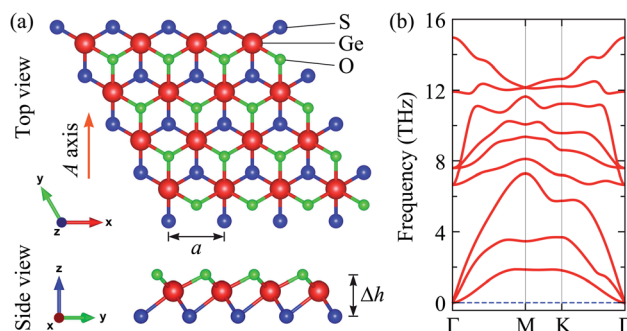 (a)
S
Ge
O
Top view
A axis
y
z
x
a
Side view
z
x
y
Δh
(b)
Frequency (THz)
16
12
8
4
0
Γ
M
K
Γ